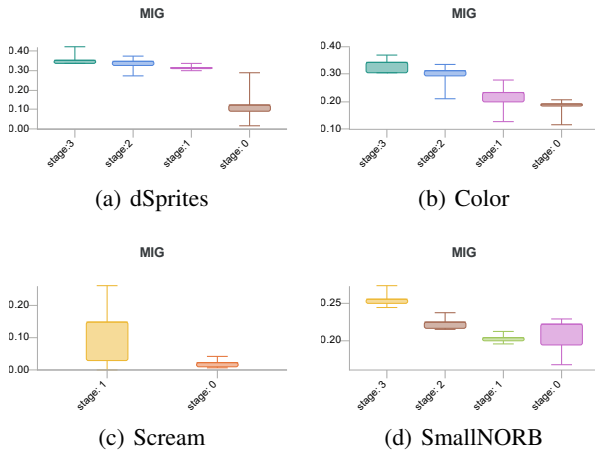 MIG
0.40
0.30
0.10
0.00
stage:3
stage:2
stage:1
stage: 0
(a) dSprites
MIG
0.40
0.30
0.20
0.10
stage: 3
stage: 2
stage: 1
stage: 0
(b) Color
MIG
0.20
0.10
0.00
stage: 1
stage: 0
(c) Scream
MIG
0.25
0.20
stage: 3
stage: 2
stage: 1
stage: 0
(d) SmallNORB